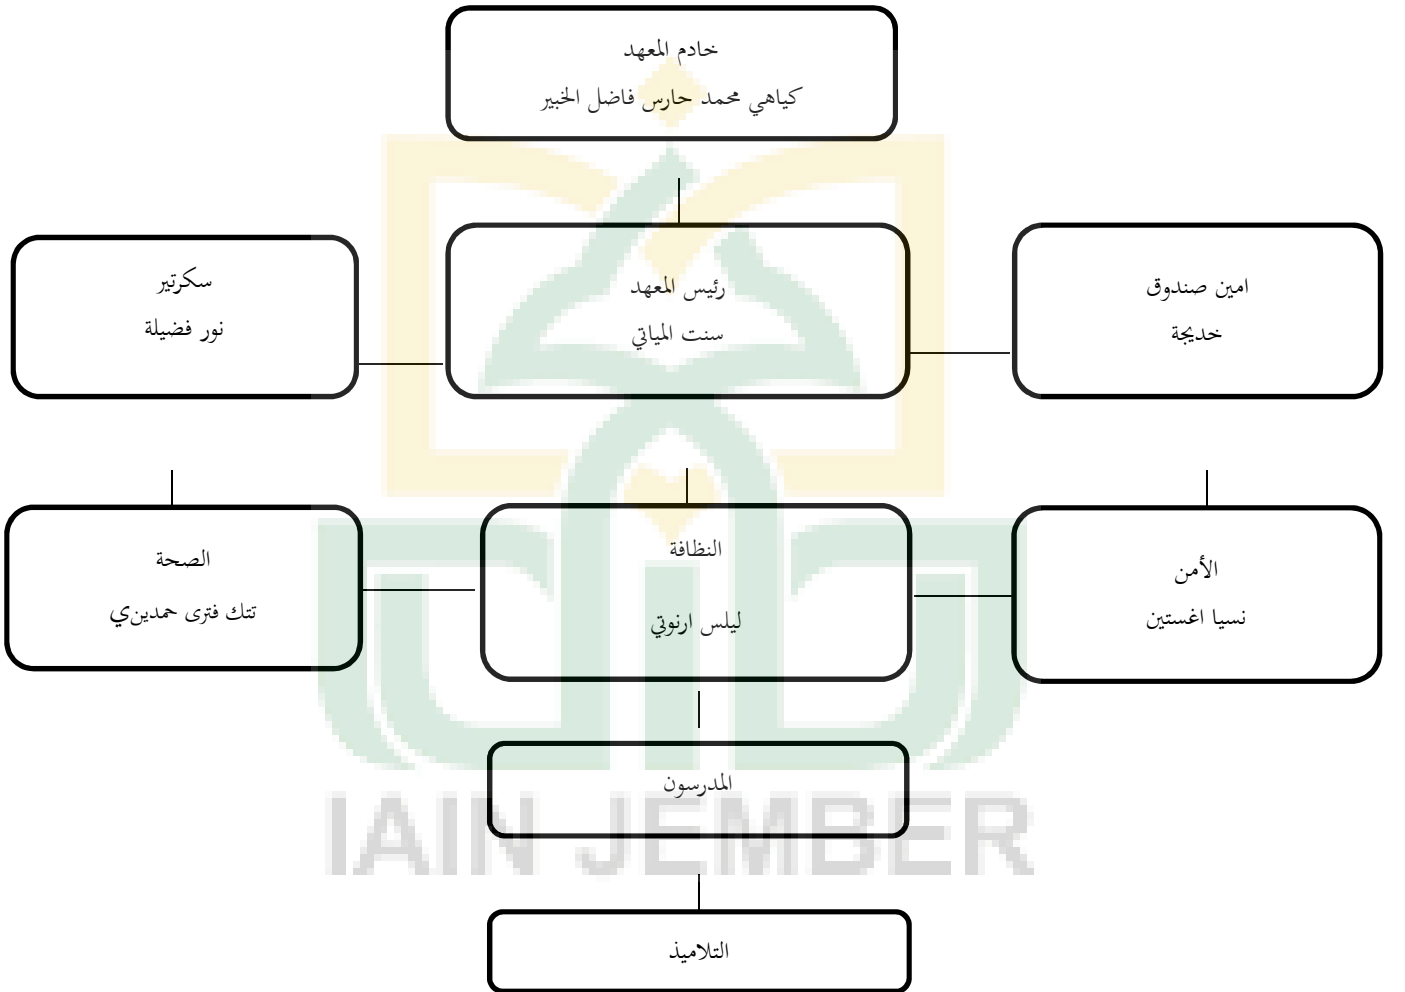 خادم المعهد
كياهي محمد حارس فاضل الخبير
امين صندوق
خديجة
رئيس المعهد
سنت المياتي
سكرتير
نور فضيلة
الأمن
نسيا اغستين
النظافة
ليلس ارنوتي
الصحة
تتك فترى حمدين‌ي
المدرسون
التلاميذ
IAIN JEMBER